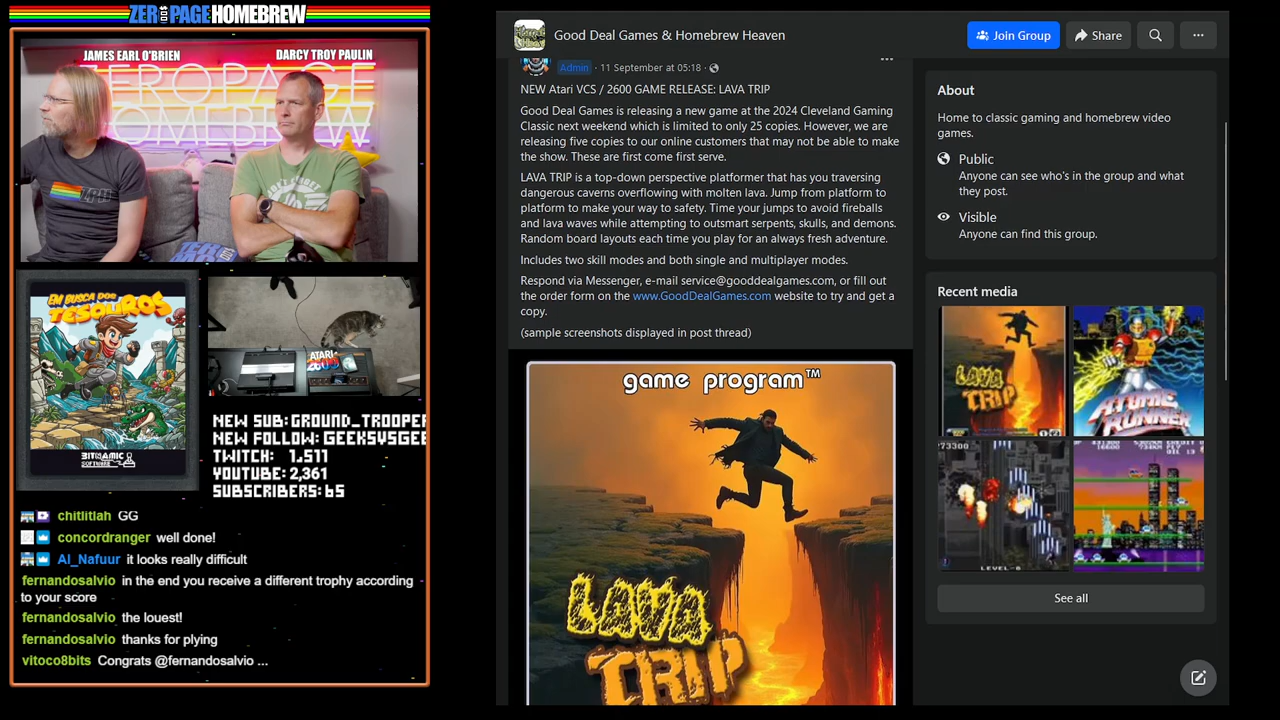 ZEROPAGEHOMEBREW
JAMES EARL O'BRIEN
DARCY TROY PAULIN
ZEROPAGE
HOMEBREW
ZPH
EM BUSCA DOS
TESOUROS
BITNAMIC
SOFTWARE
ATARI
2600
NEW SUB: GROUND_TROOPER
NEW FOLLOW: GEEKSYSGEE
TWITCH: 1,511
YOUTUBE: 2,361
SUBSCRIBERS: 65
chitlitlah GG
concordranger well done!
Al_Nafuur it looks really difficult
fernandosalvio in the end you receive a different trophy according
to your score
fernandosalvio the louest!
fernandosalvio thanks for plying
vitoco8bits Congrats @fernandosalvio ...
Good Deal Games & Homebrew Heaven
Join Group
Share
Admin · 11 September at 05:18 ·
NEW Atari VCS / 2600 GAME RELEASE: LAVA TRIP
Good Deal Games is releasing a new game at the 2024 Cleveland Gaming
Classic next weekend which is limited to only 25 copies. However, we are
releasing five copies to our online customers that may not be able to make
the show. These are first come first serve.
LAVA TRIP is a top-down perspective platformer that has you traversing
dangerous caverns overflowing with molten lava. Jump from platform to
platform to make your way to safety. Time your jumps to avoid fireballs
and lava waves while attempting to outsmart serpents, skulls, and demons.
Random board layouts each time you play for an always fresh adventure.
Includes two skill modes and both single and multiplayer modes.
Respond via Messenger, e-mail service@gooddealgames.com, or fill out
the order form on the www.GoodDealGames.com website to try and get a
copy.
(sample screenshots displayed in post thread)
game program™
LAVA
TRIP
About
Home to classic gaming and homebrew video
games.
Public
Anyone can see who's in the group and what
they post.
Visible
Anyone can find this group.
Recent media
LAVA
TRIP
ATOMIC
RUNNER
73300
LEVEL-6
See all